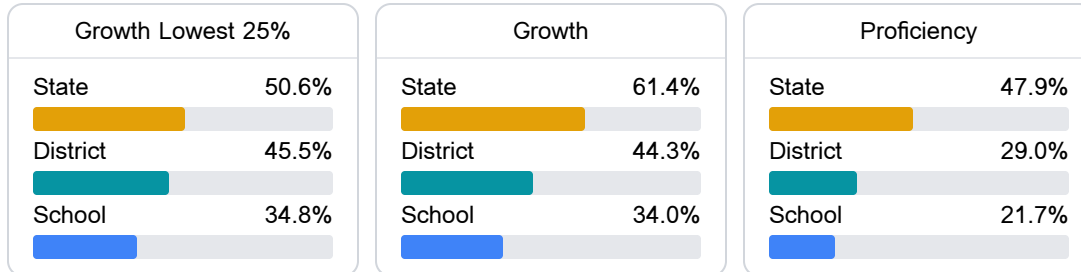 Growth Lowest 25%
State 50.6%
District 45.5%
School 34.8%
Growth
State 61.4%
District 44.3%
School 34.0%
Proficiency
State 47.9%
District 29.0%
School 21.7%